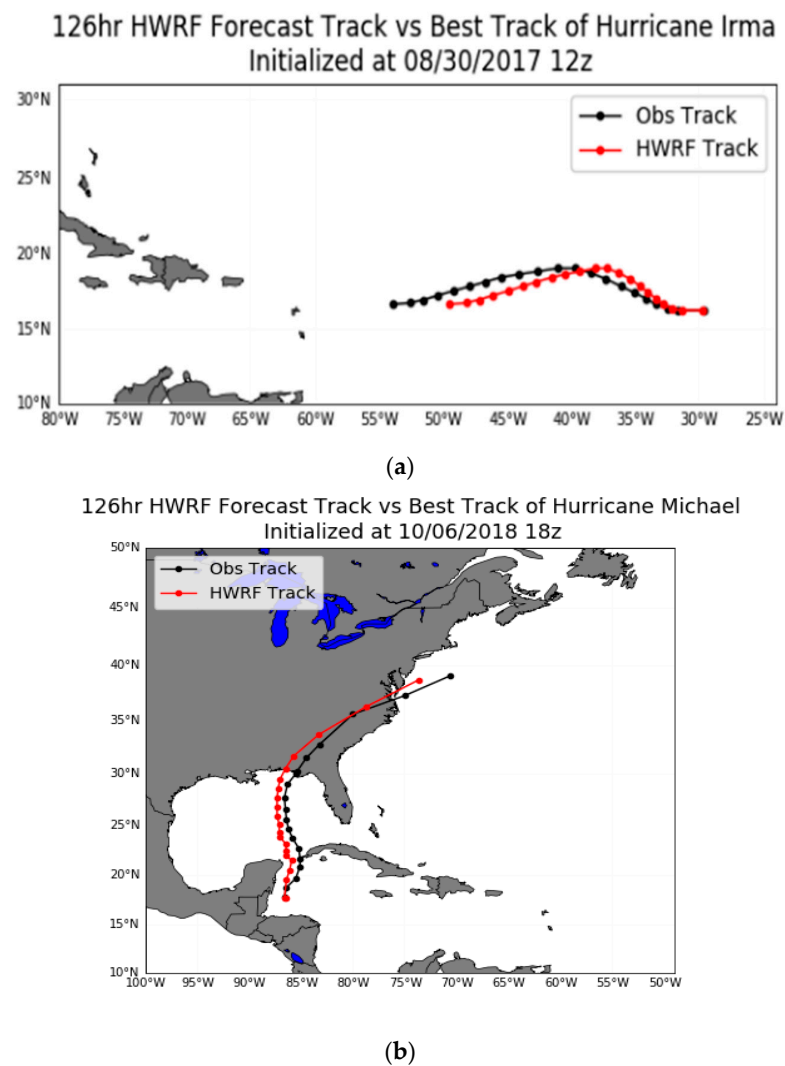 126hr HWRF Forecast Track vs Best Track of Hurricane Irma
Initialized at 08/30/2017 12z
Obs Track
HWRF Track
30°N
25°N
20°N
15°N
10°N
80°W 75°W 70°W 65°W 60°W 55°W 50°W 45°W 40°W 35°W 30°W 25°W
(a)
126hr HWRF Forecast Track vs Best Track of Hurricane Michael
Initialized at 10/06/2018 18z
Obs Track
HWRF Track
50°N
45°N
40°N
35°N
30°N
25°N
20°N
15°N
10°N
100°W 95°W 90°W 85°W 80°W 75°W 70°W 65°W 60°W 55°W 50°W
(b)